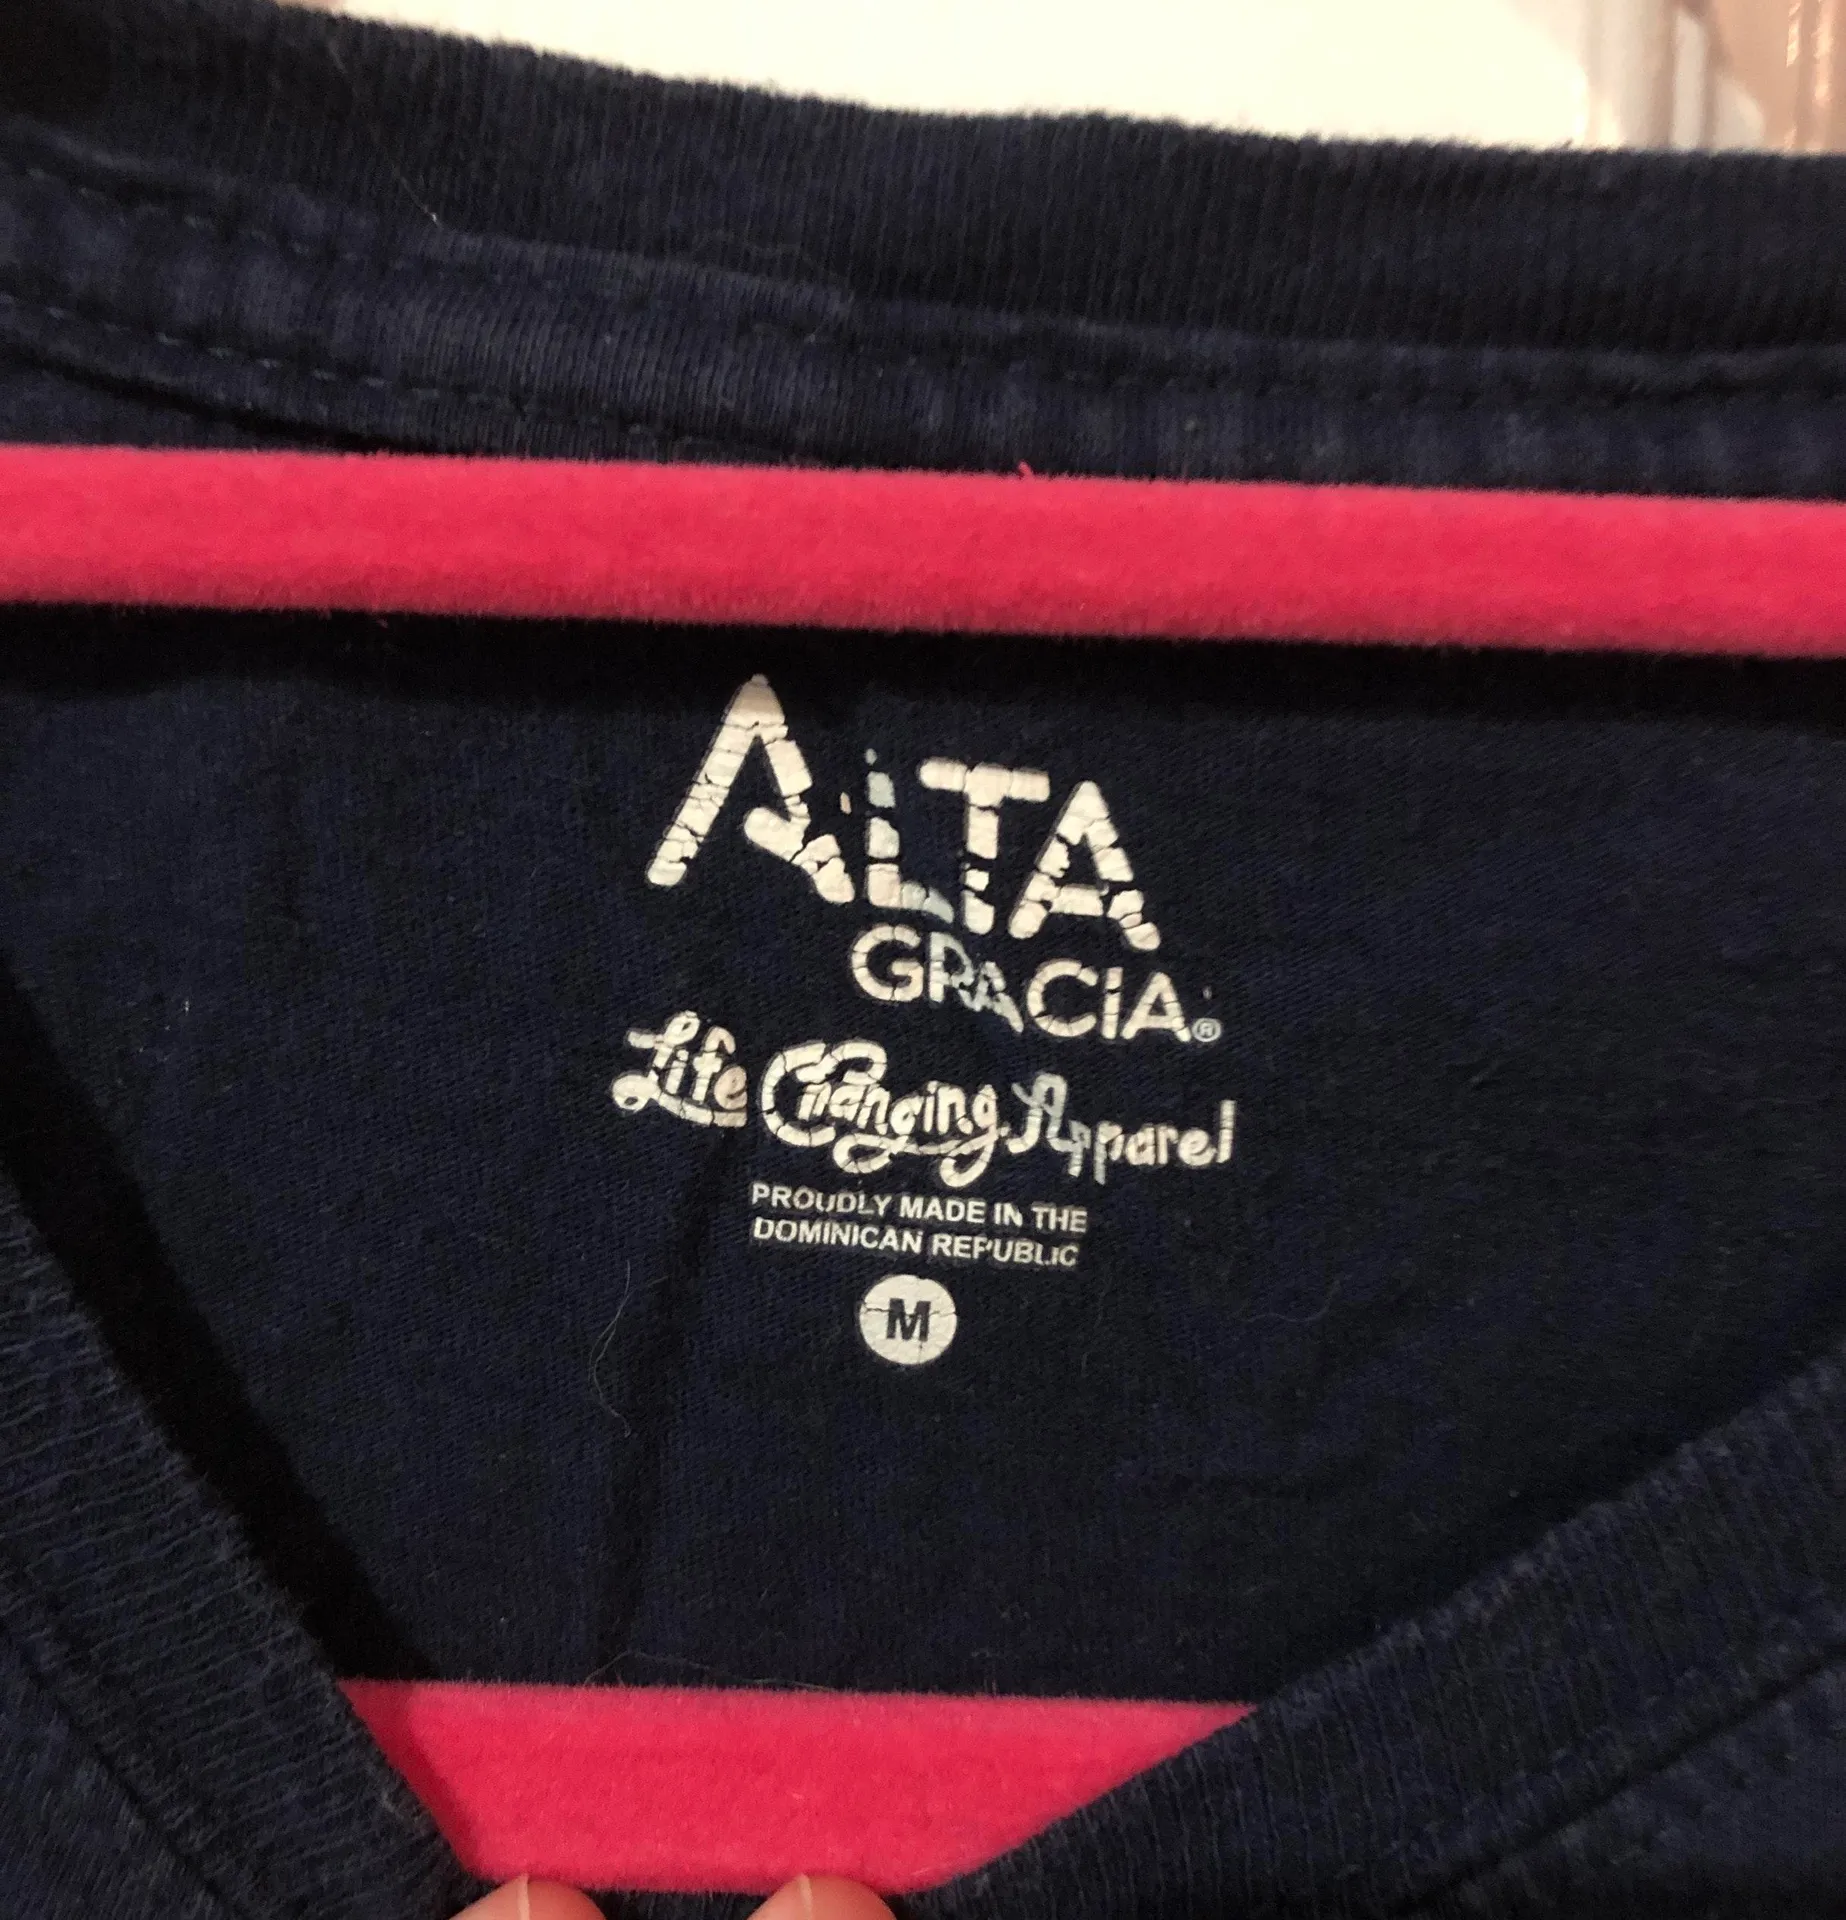 ALTA
GRACIA®
Life Changing Apparel
PROUDLY MADE IN THE
DOMINICAN REPUBLIC
M